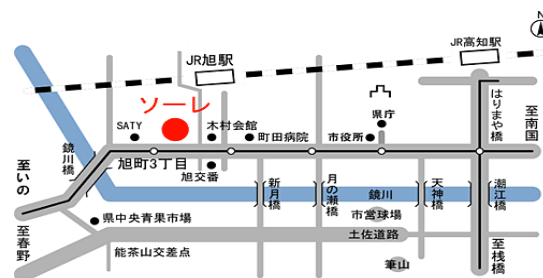 N
JR高知駅
JR旭駅
ソーレ
SATY
木村会館
町田病院
市役所
県庁
はりまや橋
至南国
旭町3丁目
旭交番
鏡川橋
至いの
新月橋
月の瀬橋
鏡川
天神橋
潮江橋
市営球場
県中央青果市場
至春野
土佐道路
能茶山交差点
筆山
至桟橋